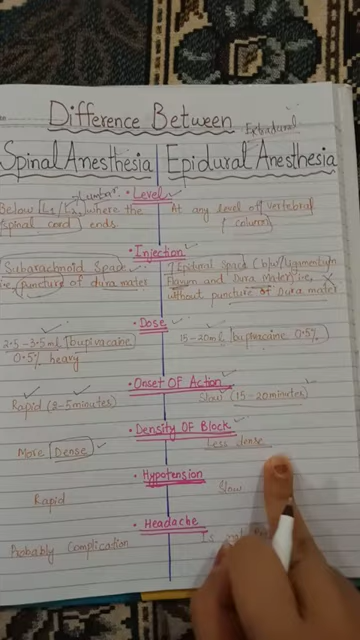 Difference Between
Extradural
Spinal Anesthesia
Epidural Anesthesia
lumbar
• Level
Below L1/L2 where the
spinal cord ends
At any level of vertebral
column
• Injection
Subarachnoid Space
i.e, puncture of dura mater
Epidural Space (b/w ligamentum
flavum and Dura Mater) i.e,
without puncture of Dura mater
• Dose
2.5 - 3.5 ml bupivacaine
0.5% heavy
15-20ml bupivacaine 0.5%
• Onset OF Action
Rapid (2-5 minutes)
Slow (15-20 minutes)
• Density OF Block
More Dense
Less dense
• Hypotension
Rapid
Slow
• Headache
Probably Complication
Is not